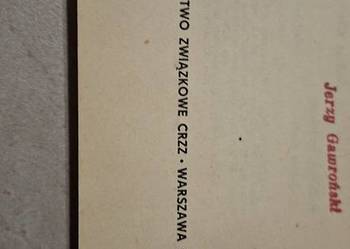 Jerzy Gawroński
TWO ZWIĄZKOWE CRZZ • WARSZAWA